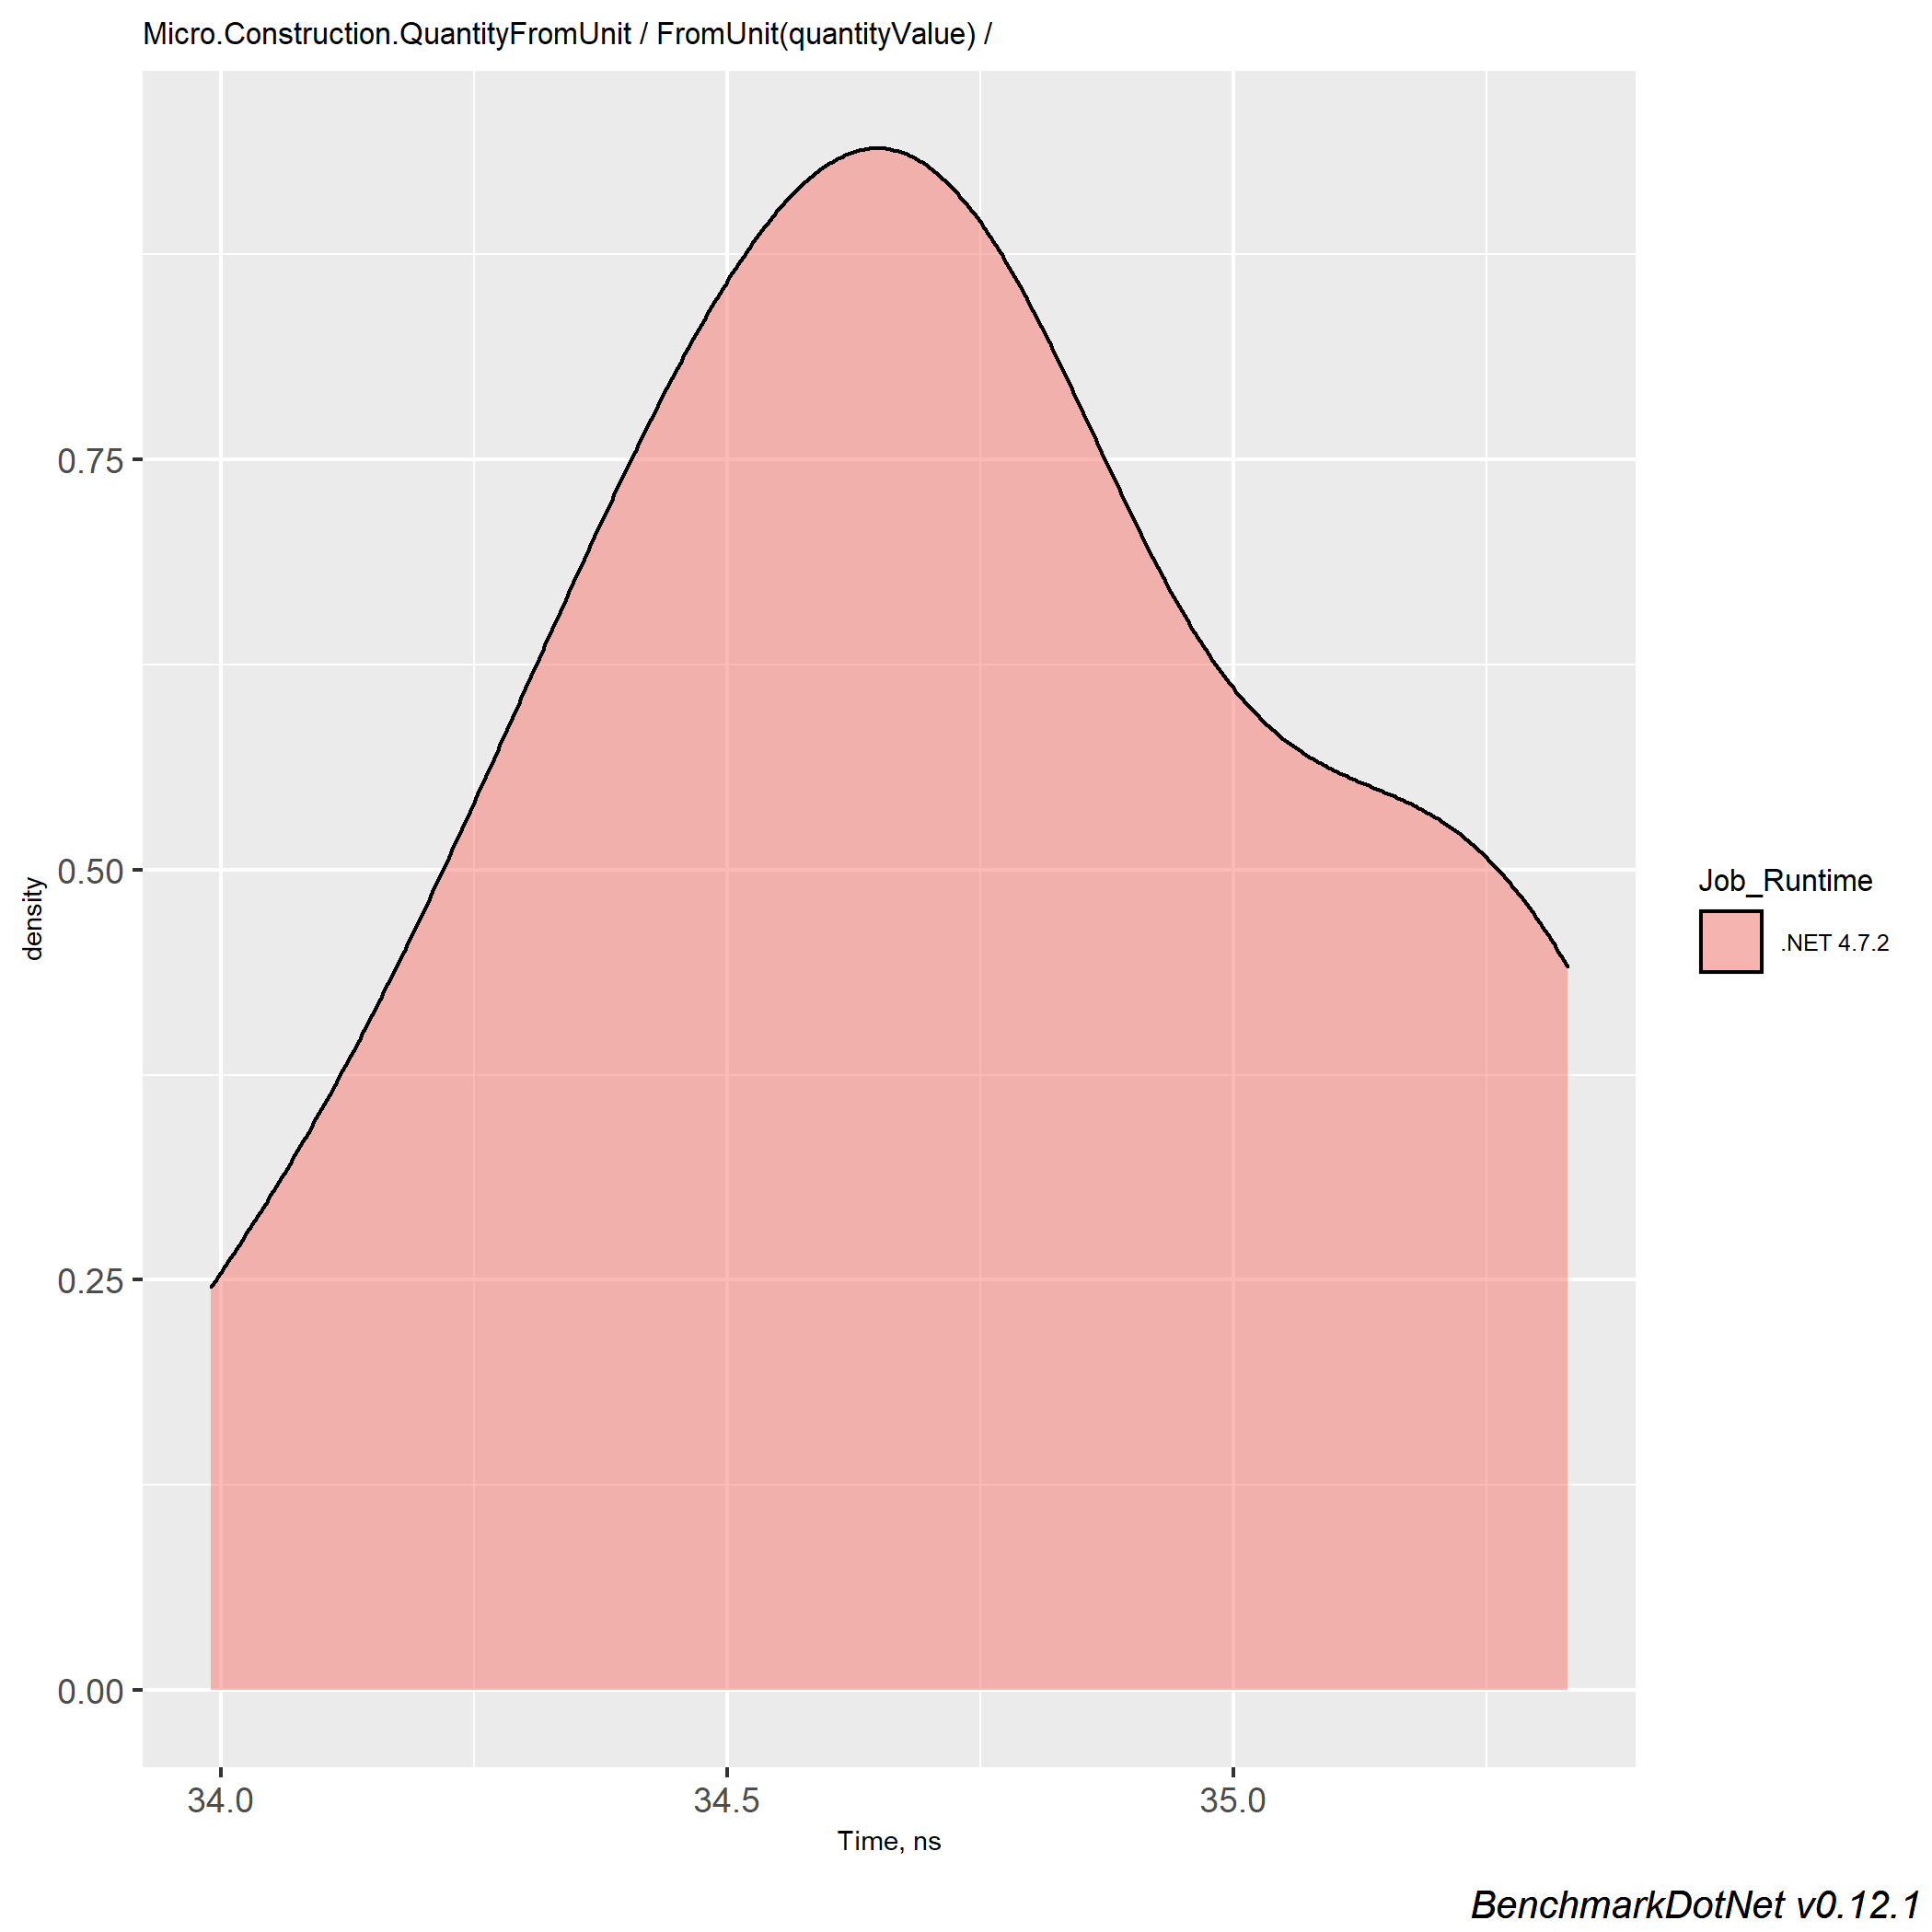 Micro.Construction.QuantityFromUnit / FromUnit(quantityValue) /
0.75
0.50
0.25
0.00
density
34.0 34.5 35.0
Time, ns
Job_Runtime
.NET 4.7.2
BenchmarkDotNet v0.12.1